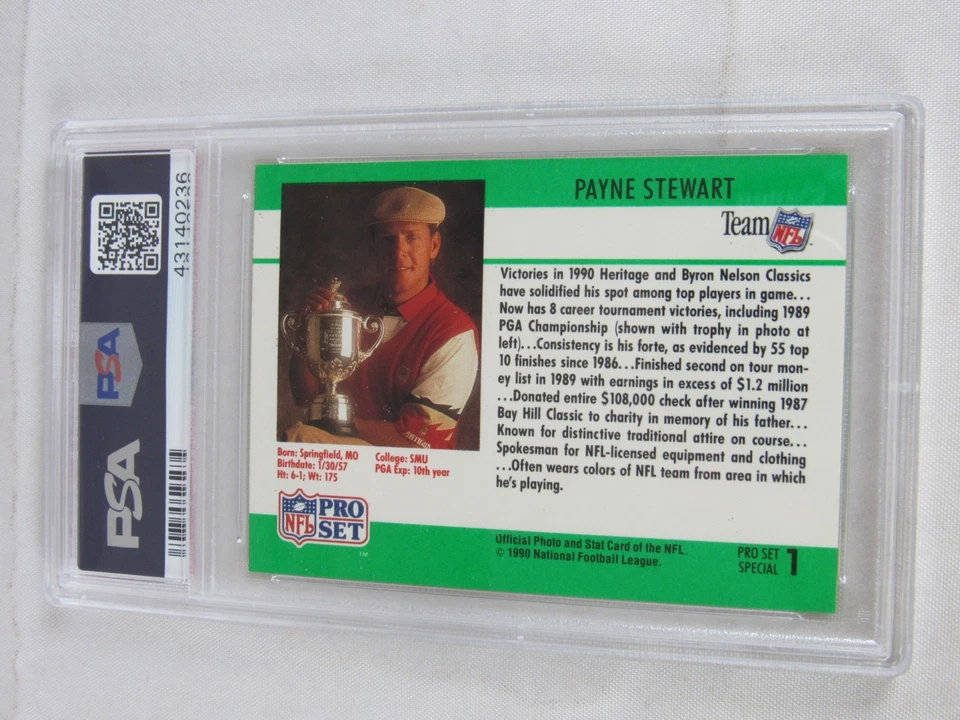 43140236
PSA
PSA
PAYNE STEWART
Team NFL
Victories in 1990 Heritage and Byron Nelson Classics
have solidified his spot among top players in game...
Now has 8 career tournament victories, including 1989
PGA Championship (shown with trophy in photo at
left)...Consistency is his forte, as evidenced by 55 top
10 finishes since 1986...Finished second on tour mon-
ey list in 1989 with earnings in excess of $1.2 million
...Donated entire $108,000 check after winning 1987
Bay Hill Classic to charity in memory of his father...
Known for distinctive traditional attire on course...
Spokesman for NFL-licensed equipment and clothing
...Often wears colors of NFL team from area in which
he's playing.
Born: Springfield, MO
Birthdate: 1/30/57
Ht: 6-1; Wt: 175
College: SMU
PGA Exp: 10th year
NFL PRO SET
TM
Official Photo and Stat Card of the NFL.
© 1990 National Football League.
PRO SET
SPECIAL 1